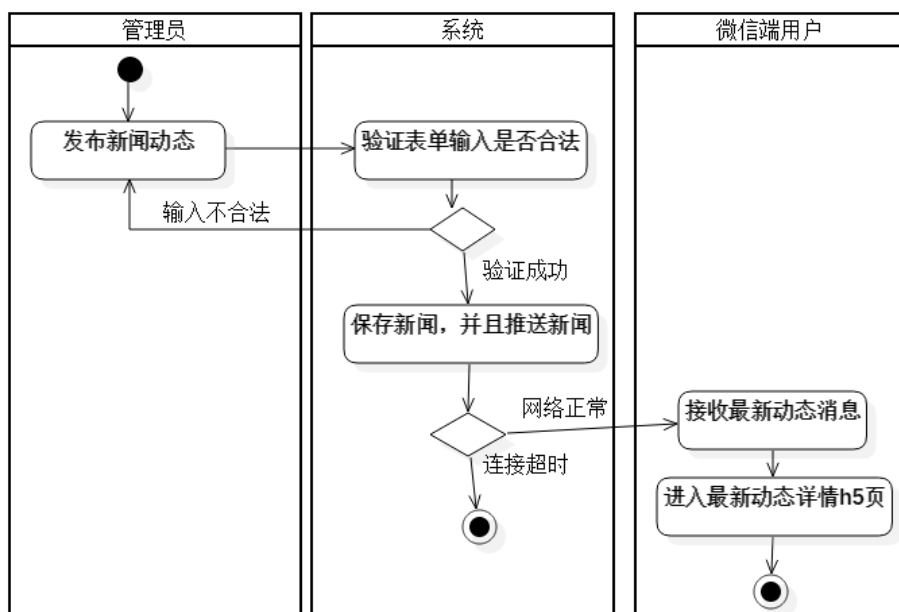 管理员
系统
微信端用户
发布新闻动态
验证表单输入是否合法
输入不合法
验证成功
保存新闻，并且推送新闻
网络正常
接收最新动态消息
连接超时
进入最新动态详情h5页